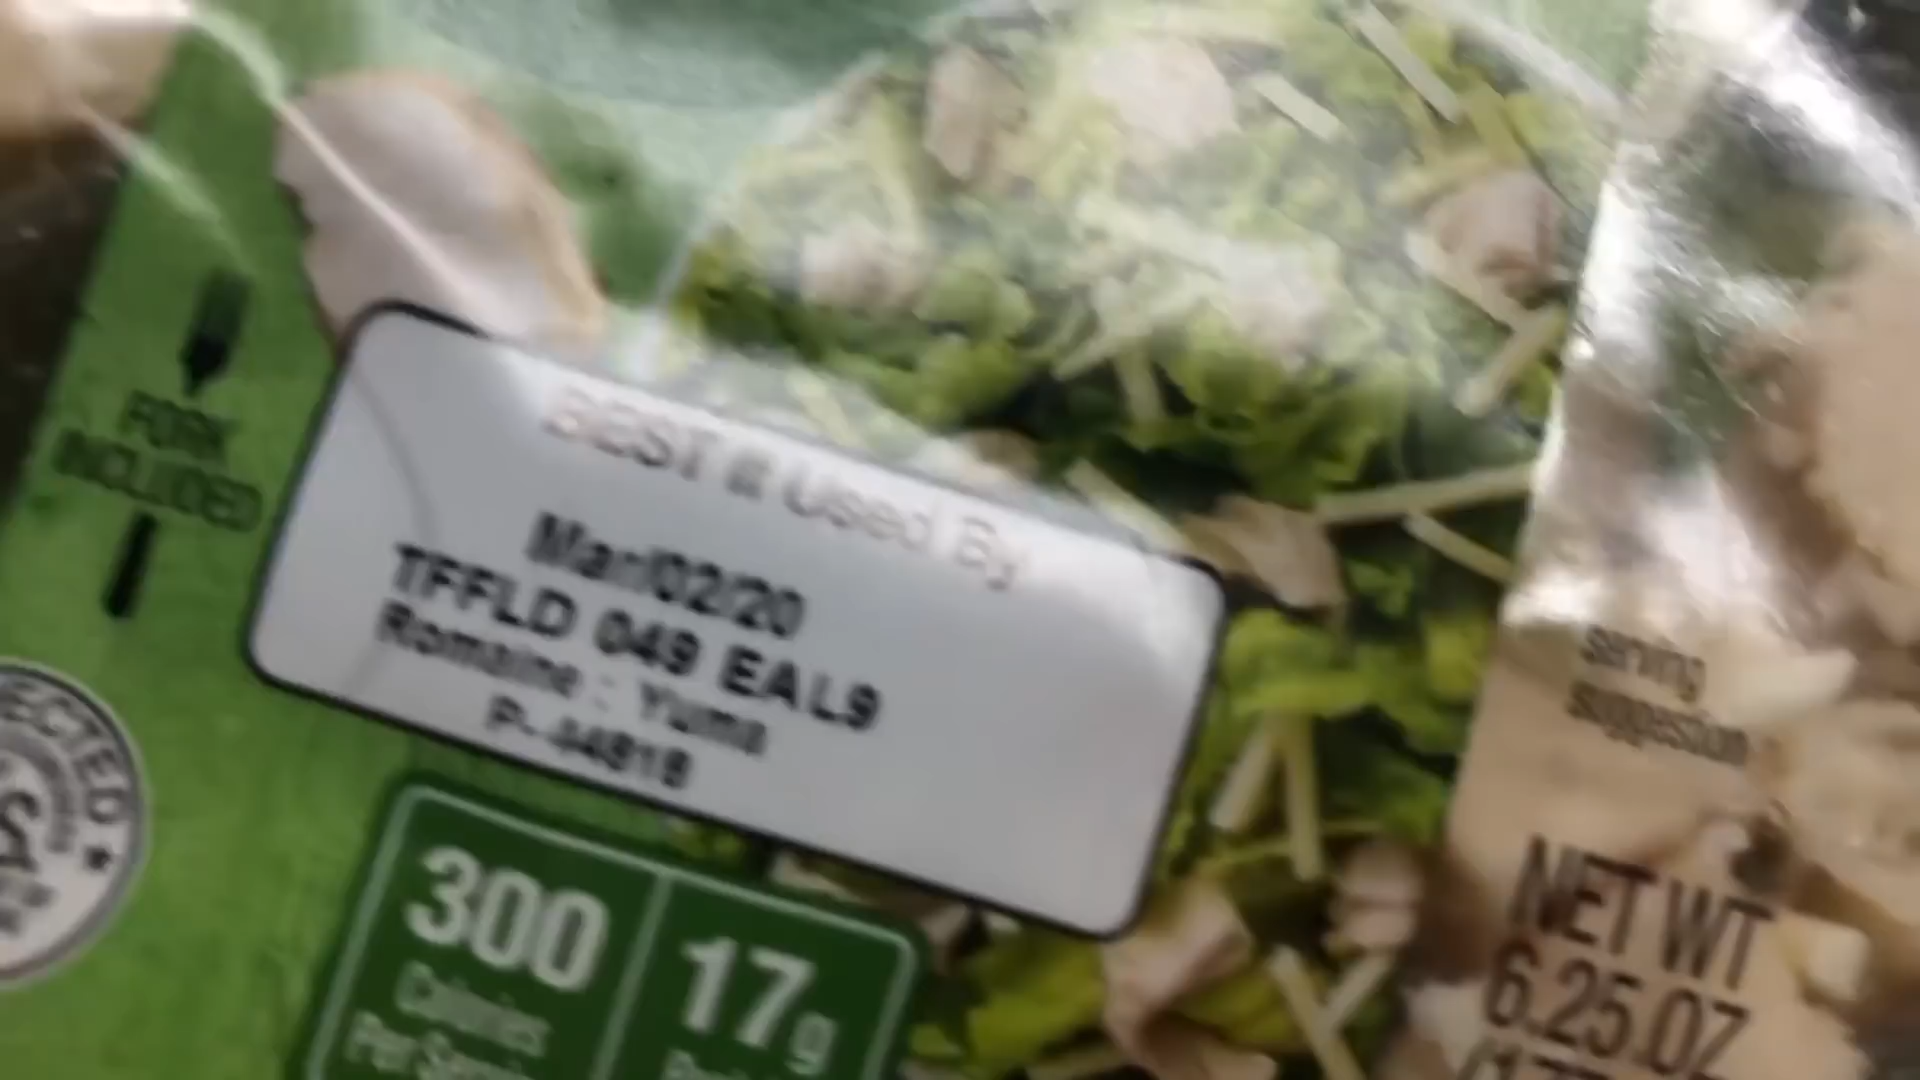 FORK
INCLUDED
BEST If Used By
Mar/02/20
TFFLD 049 EAL9
Romaine : Yuma
300
Calories
17g
serving
suggestion
NET WT
6.25 OZ